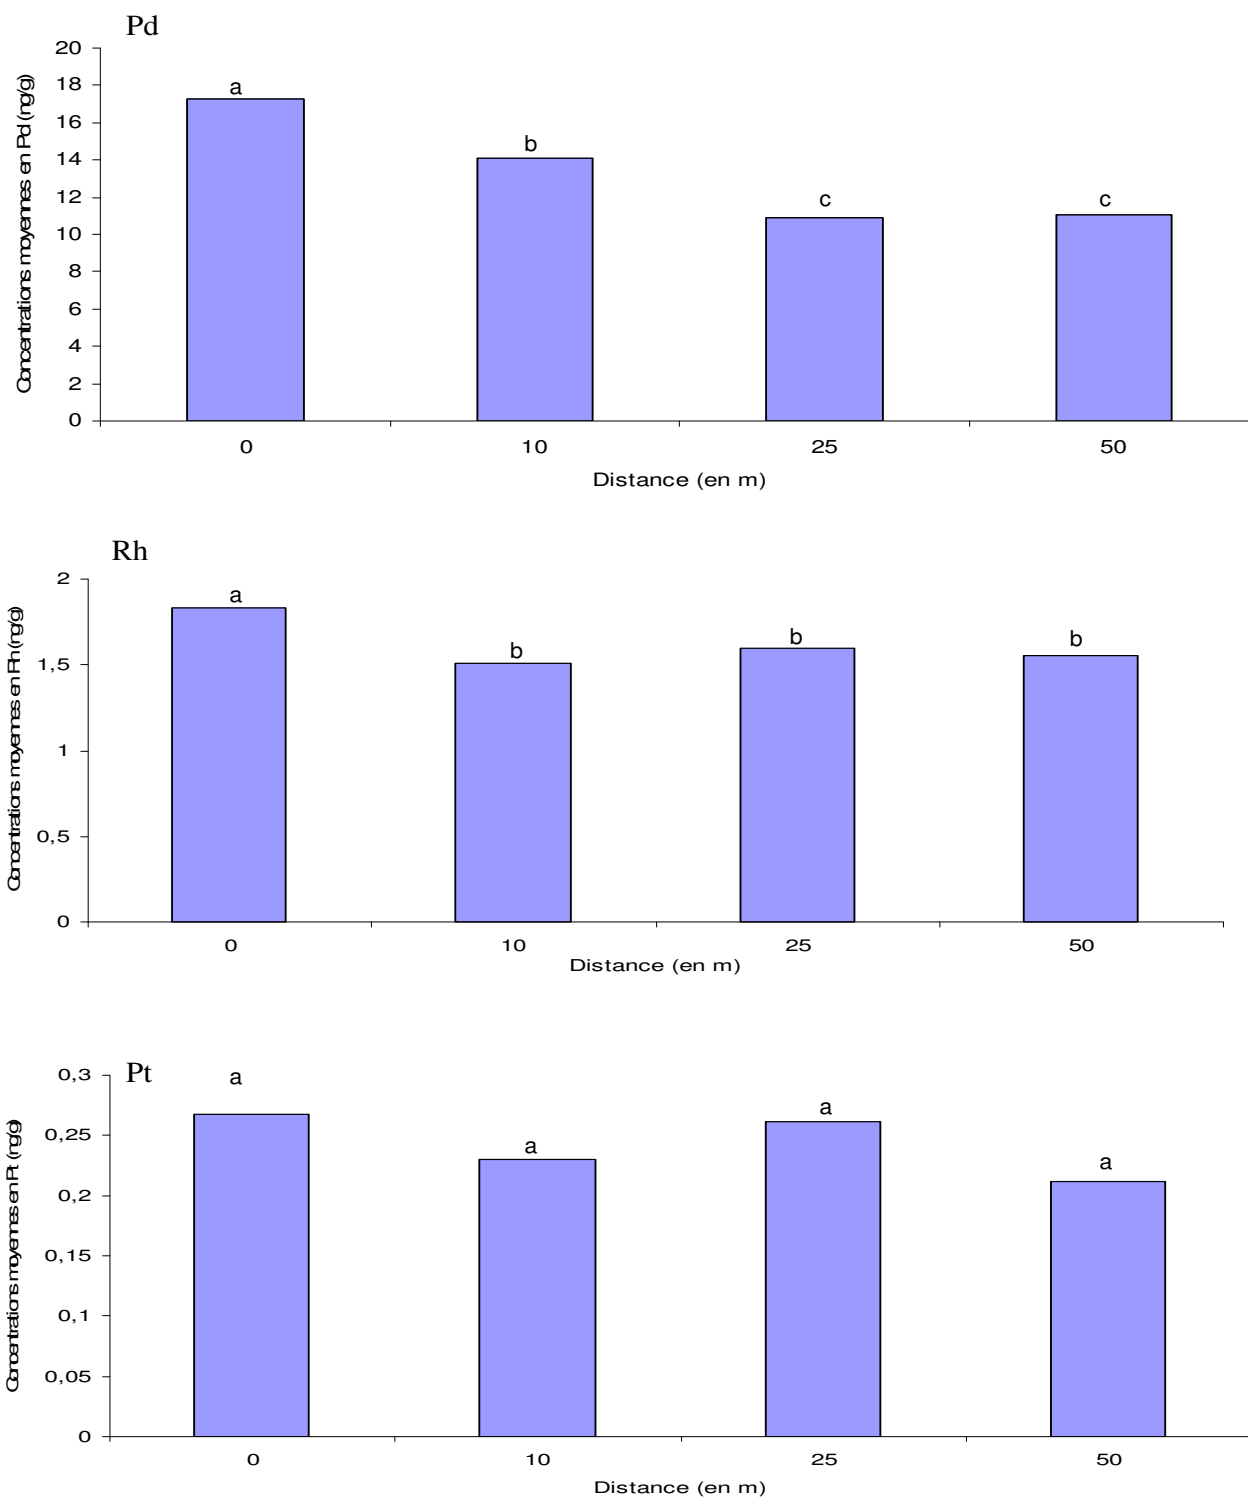 Pd
Concentrations moyennes en Pd (ng/g)
20
18
16
14
12
10
8
6
4
2
0
a
b
c
c
0 10 25 50
Distance (en m)
Rh
Concentrations moyennes en Rh (ng/g)
2
1,5
1
0,5
0
a
b
b
b
0 10 25 50
Distance (en m)
Pt
Concentrations moyennes en Pt (ng/g)
0,3
0,25
0,2
0,15
0,1
0,05
0
a
a
a
a
0 10 25 50
Distance (en m)